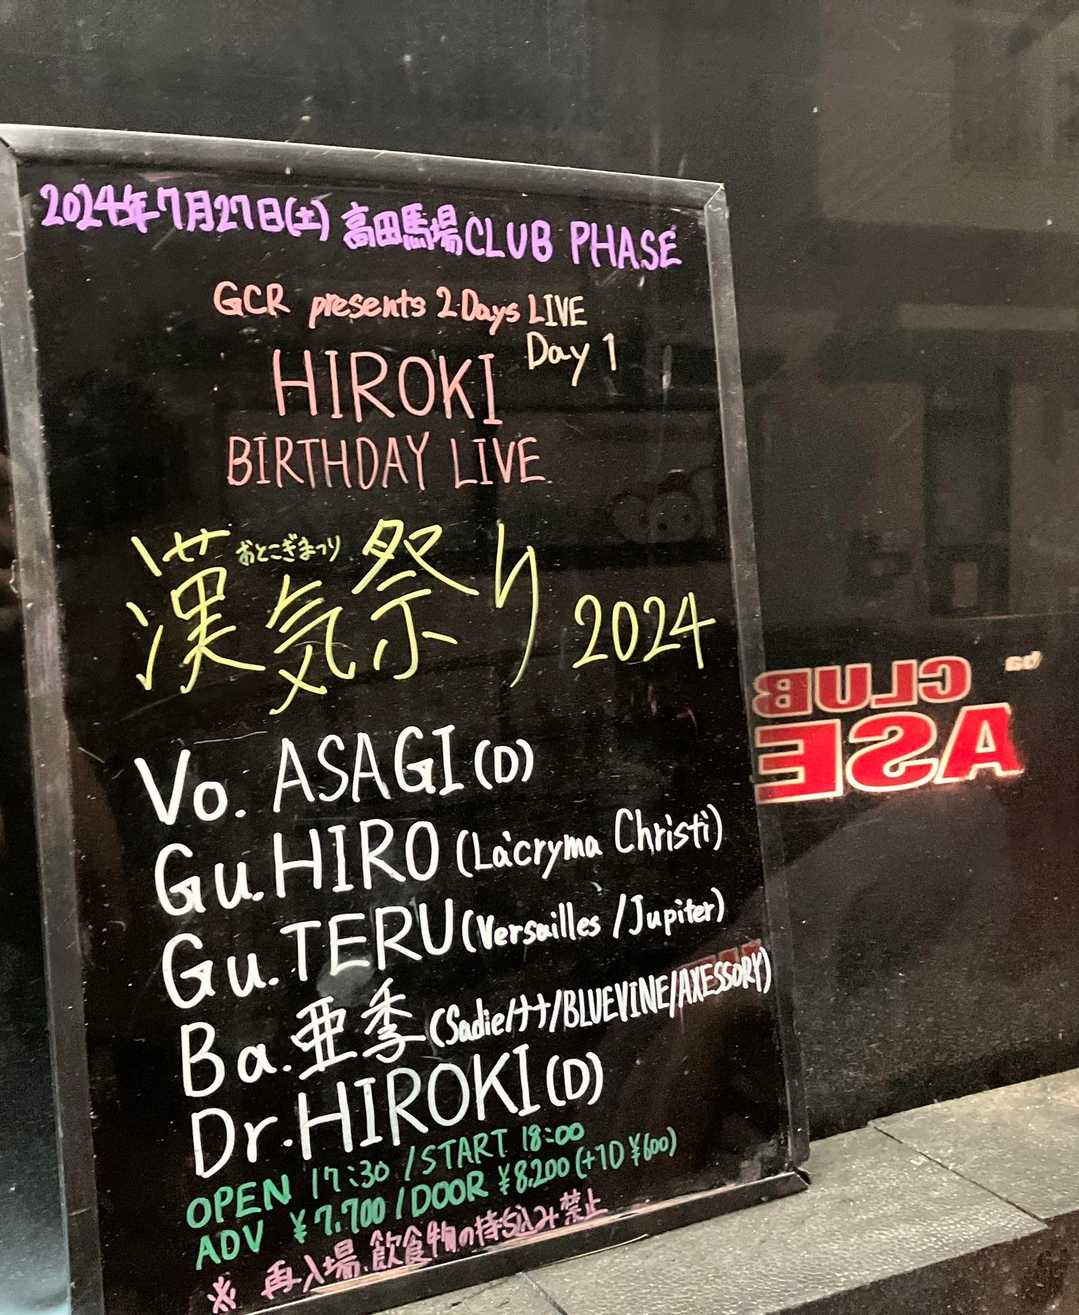 2024年7月27日(土) 高田馬場CLUB PHASE
GCR presents 2Days LIVE
Day 1
HIROKI
BIRTHDAY LIVE
おとこぎまつり
漢気祭り 2024
Vo. ASAGI(D)
Gu.HIRO(La'cryma Christi)
Gu.TERU(Versailles/Jupiter)
Ba.亜季(Sadie/ナナ/BLUEVINE/AXESSORY)
Dr.HIROKI(D)
OPEN 17:30/START 18:00
ADV ¥7,700/DOOR ¥8,200(+1D ¥600)
※ 再入場、飲食物の持ち込み禁止
CLUB
ASE